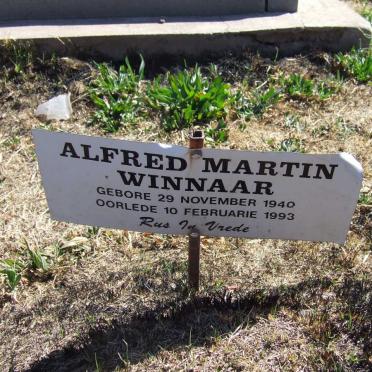 ALFRED MARTIN
WINNAAR
GEBORE 29 NOVEMBER 1940
OORLEDE 10 FEBRUARIE 1993
Rus In Vrede